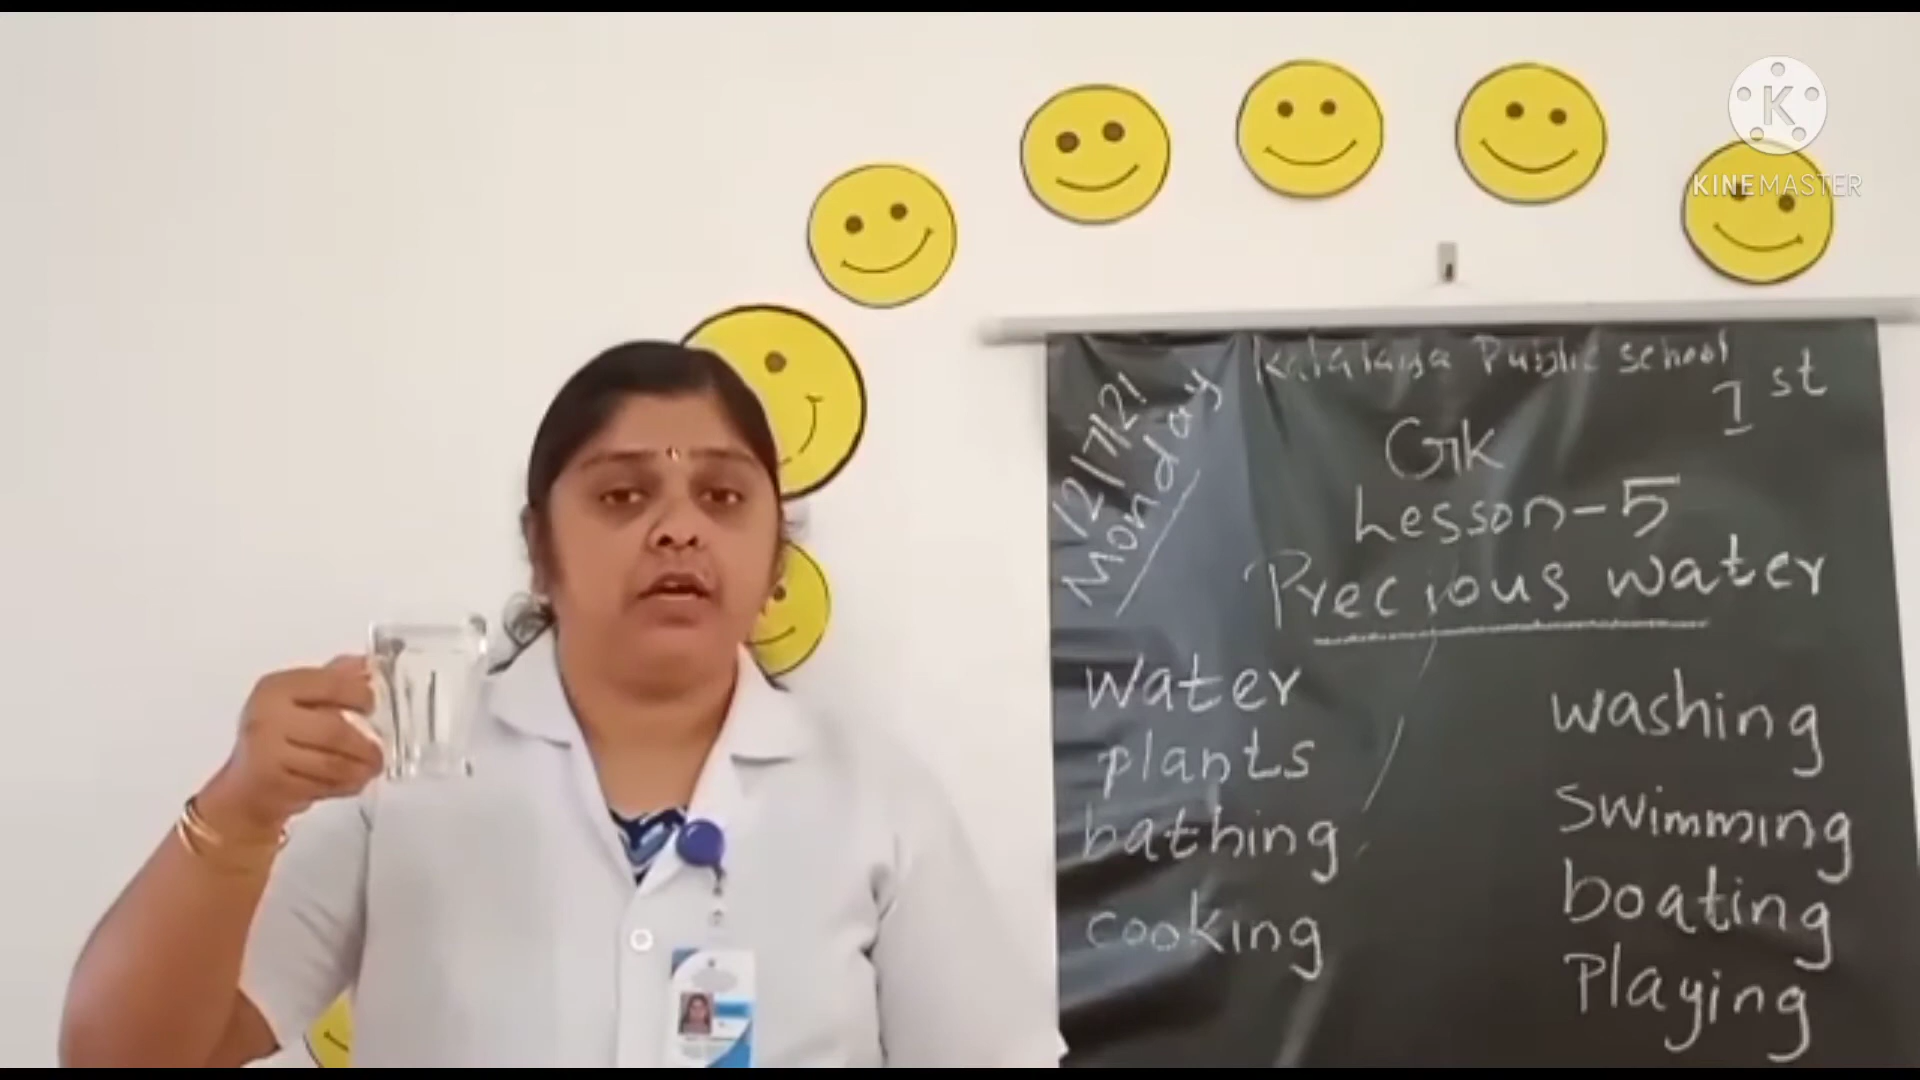 K
KINEMASTER
Public School
1st
12/7/21
Monday
GK
Lesson-5
Precious water
water
plants
bathing
cooking
washing
swimming
boating
Playing